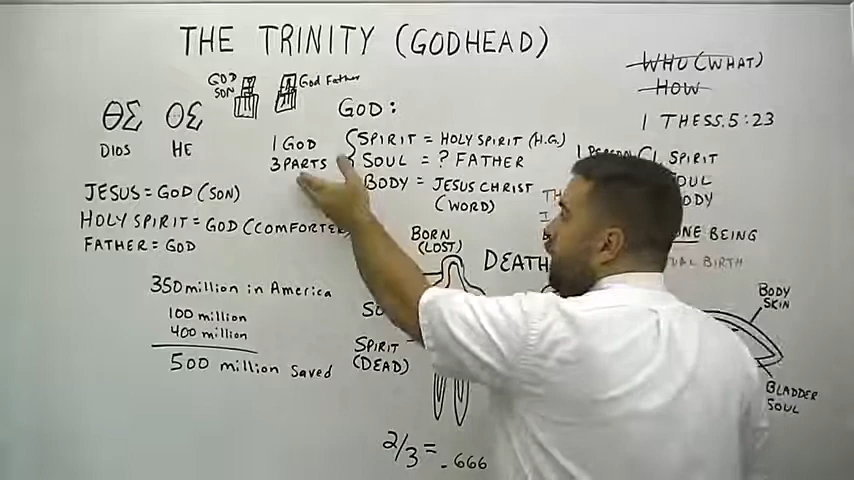 THE TRINITY (GODHEAD)
WHO (WHAT)
HOW
GOD
SON
God Father
ΘΣ ΟΣ
DIOS HE
GOD:
1 GOD
3 PARTS
SPIRIT = HOLY SPIRIT (H.G.)
SOUL = ? FATHER
BODY = JESUS CHRIST
(WORD)
1 THESS. 5:23
1 PERSON
SPIRIT
BEING
JESUS = GOD (SON)
HOLY SPIRIT = GOD (COMFORTER
FATHER = GOD
350 million in America
100 million
400 million
500 million Saved
BORN
(LOST)
DEATH
SPIRIT
(DEAD)
BIRTH
BODY
SKIN
BLADDER
SOUL
2/3 = .666